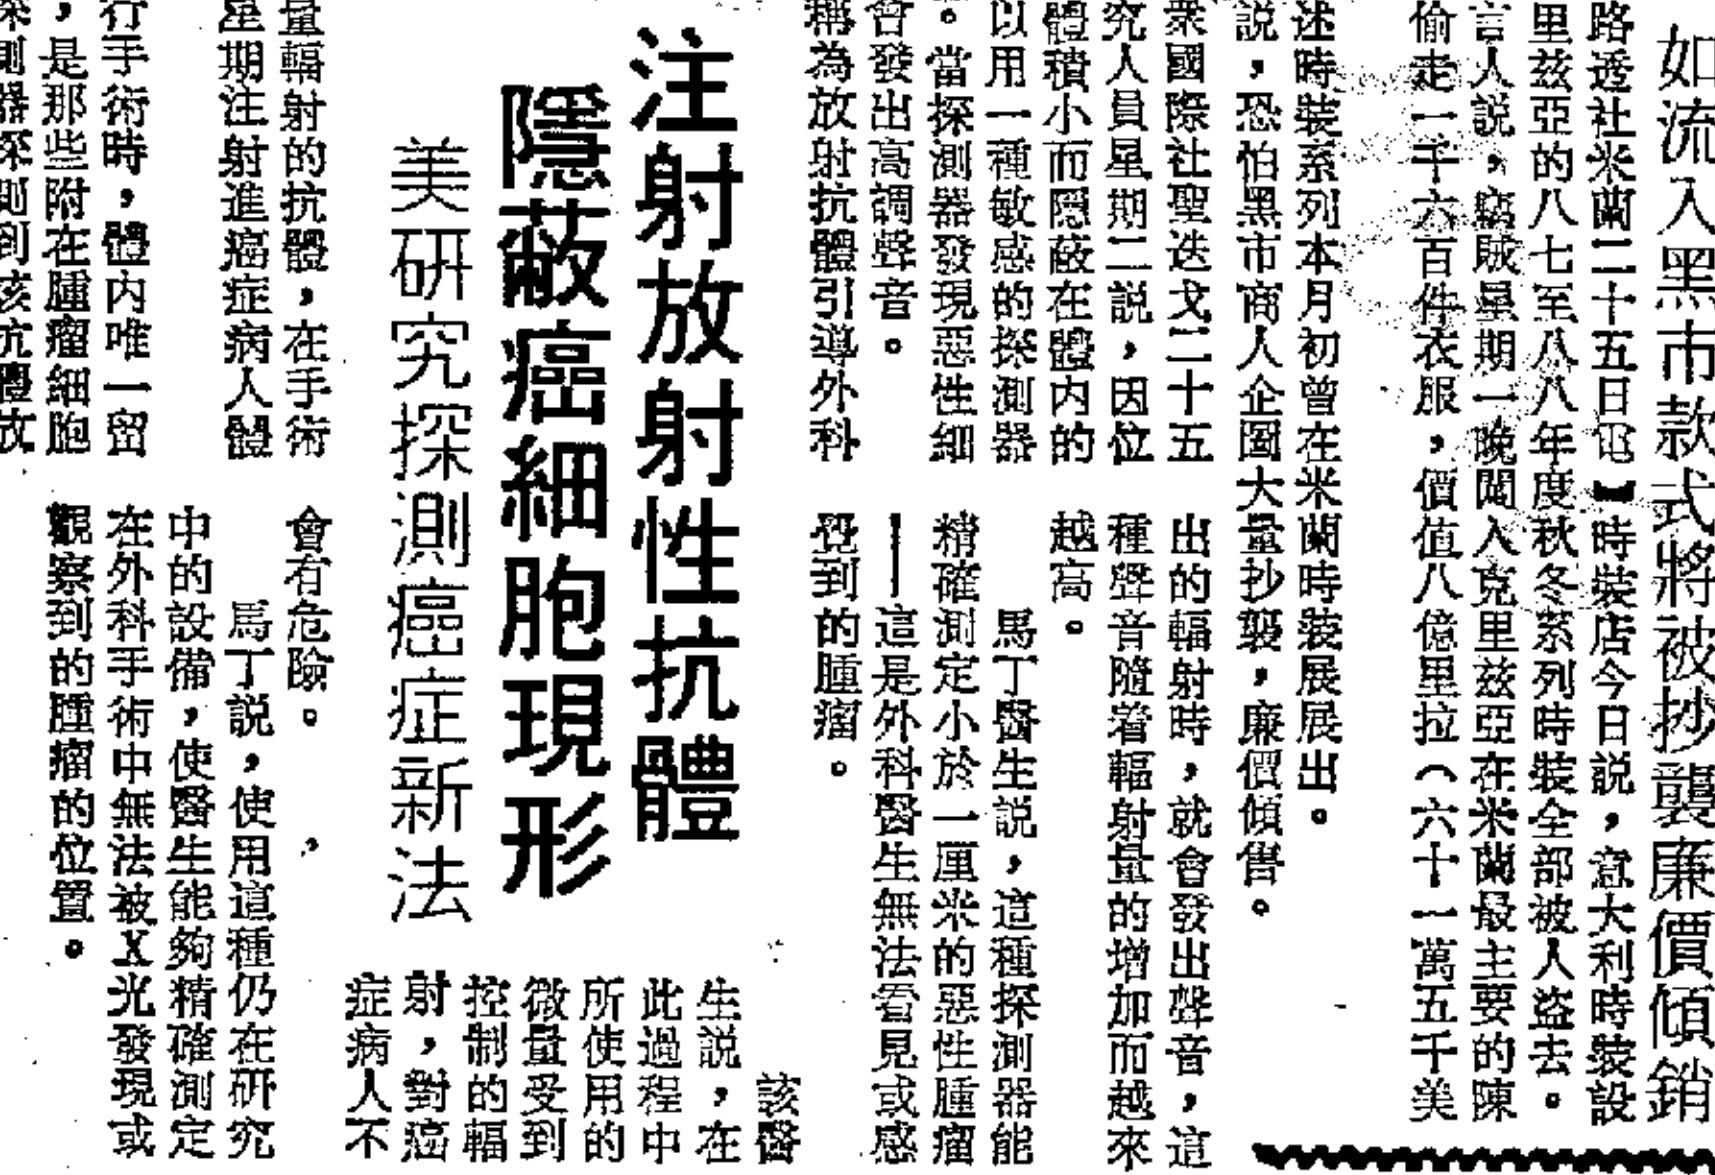 如流入黑市款式將被抄襲廉價傾銷
路透社米蘭二十五日電】時裝店今日説，意大利時裝設
里兹亞的八七至八八年度秋冬系列時裝全部被人盜去。
言人説，竊賊星期一晚闖入克里兹亞在米蘭最主要的陳
偷走一千六百件衣服，價值八億里拉（六十一萬五千美
述時裝系列本月初曾在米蘭時裝展展出。
説，恐怕黑市商人企圖大量抄襲，廉價傾售。
注射放射性抗體
隱蔽癌細胞現形
美研究探測癌症新法
衆國際社聖迭戈二十五
究人員星期二説，因位
體積小而隱蔽在體内的
以用一種敏感的探測器
。當探測器發現惡性細
會發出高調聲音。
稱為放射抗體引導外科
量輻射的抗體，在手術
星期注射進癌症病人體
行手術時，體内唯一留
，是那些附在腫瘤細胞
探測器探測到該抗體放
出的輻射時，就會發出聲音，這
種聲音隨着輻射量的增加而越來
越高。
馬丁醫生説，這種探測器能
精確測定小於一厘米的惡性腫瘤
——這是外科醫生無法看見或感
覺到的腫瘤。
該醫
生説，在
此過程中
所使用的
微量受到
控制的輻
射，對癌
症病人不
會有危險。
馬丁説，使用這種仍在研究
中的設備，使醫生能夠精確測定
在外科手術中無法被X光發現或
觀察到的腫瘤的位置。